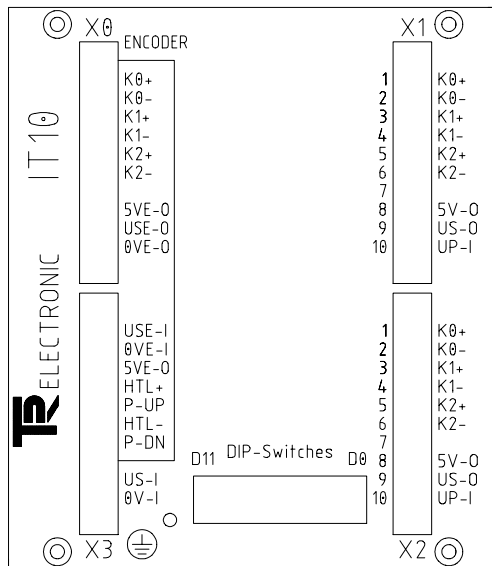 X0
ENCODER
K0+
K0-
K1+
K1-
K2+
K2-
5VE-O
USE-O
0VE-O
USE-I
0VE-I
5VE-O
HTL+
P-UP
HTL-
P-DN
US-I
0V-I
X3
IT10
TR ELECTRONIC
D11 DIP-Switches D0
X1
1 K0+
2 K0-
3 K1+
4 K1-
5 K2+
6 K2-
7
8 5V-O
9 US-O
10 UP-I
1 K0+
2 K0-
3 K1+
4 K1-
5 K2+
6 K2-
7
8 5V-O
9 US-O
10 UP-I
X2